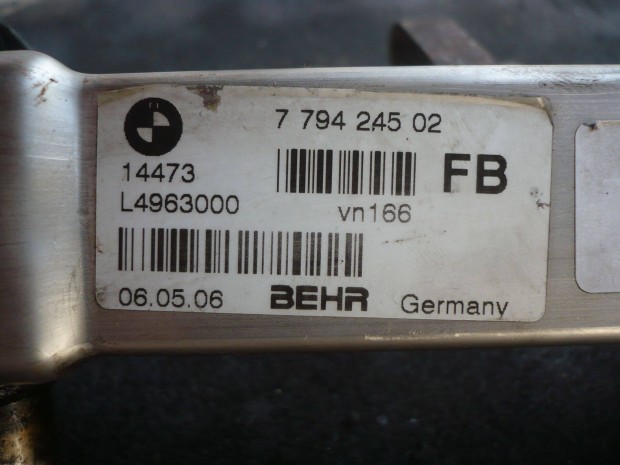 7 794 245 02
14473
FB
L4963000
vn166
06.05.06 BEHR Germany